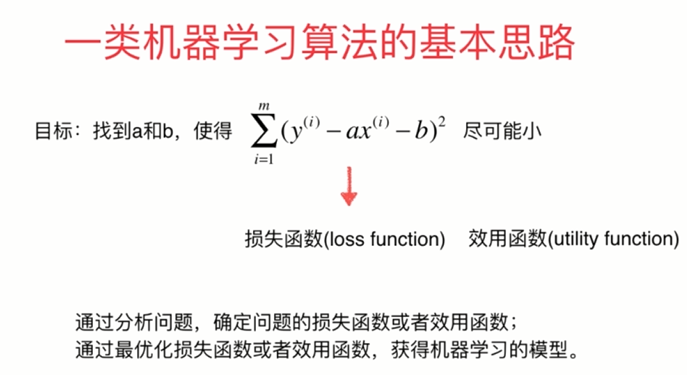 一类机器学习算法的基本思路
目标：找到a和b，使得 $\sum_{i=1}^{m}(y^{(i)}-ax^{(i)}-b)^2$ 尽可能小
损失函数(loss function) 效用函数(utility function)
通过分析问题，确定问题的损失函数或者效用函数；
通过最优化损失函数或者效用函数，获得机器学习的模型。